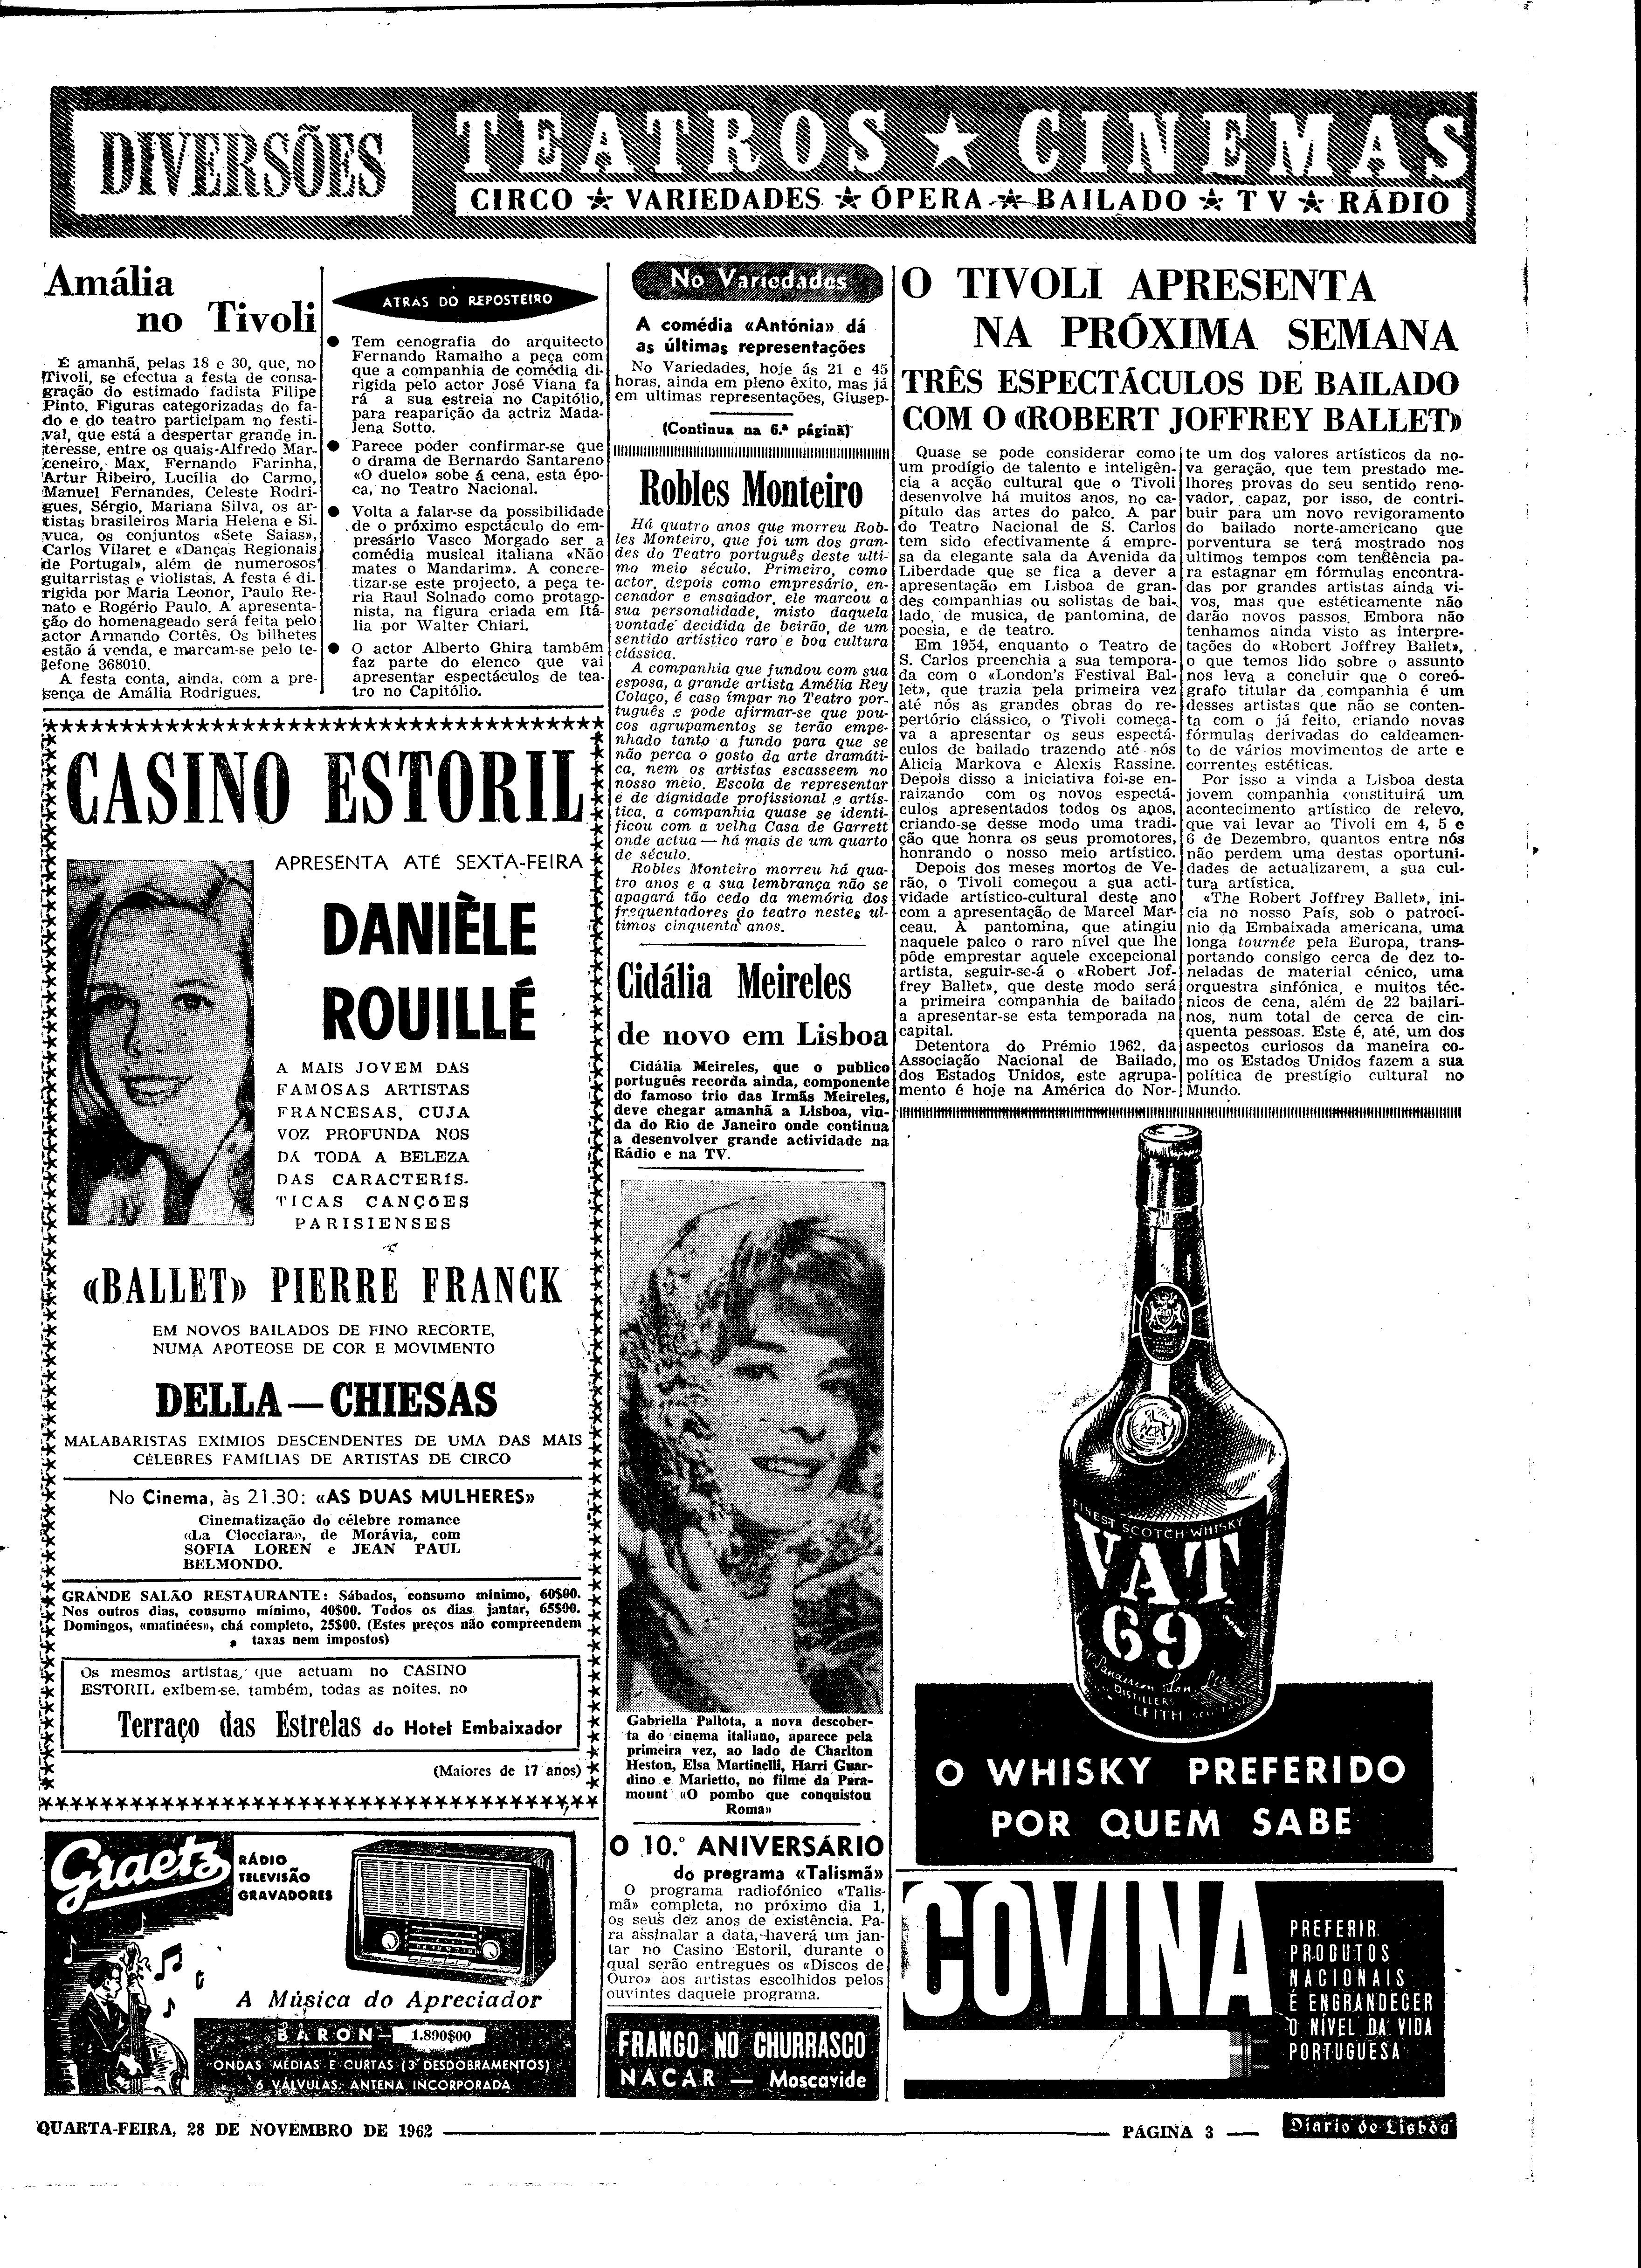 DIVERSÕES
TEATROS ★ CINEMAS
CIRCO ★ VARIEDADES ★ ÓPERA ★ BAILADO ★ TV ★ RÁDIO
Amália
no Tivoli
É amanhã, pelas 18 e 30, que, no
Tivoli, se efectua a festa de consa-
gração do estimado fadista Filipe
Pinto. Figuras categorizadas do fa-
do e do teatro participam no festi-
val, que está a despertar grande in-
teresse, entre os quais Alfredo Mar-
ceneiro, Max, Fernando Farinha,
Artur Ribeiro, Lucília do Carmo,
Manuel Fernandes, Celeste Rodri-
gues, Sérgio, Mariana Silva, os ar-
tistas brasileiros Maria Helena e Si-
vuca, os conjuntos «Sete Saias»,
Carlos Vilaret e «Danças Regionais
de Portugal», além de numerosos
guitarristas e violistas. A festa é di-
rigida por Maria Leonor, Paulo Re-
nato e Rogério Paulo. A apresenta-
ção do homenageado será feita pelo
actor Armando Cortês. Os bilhetes
estão á venda, e marcam-se pelo te-
lefone 368010.
A festa conta, ainda, com a pre-
sença de Amália Rodrigues.
ATRÁS DO REPOSTEIRO
● Tem cenografia do arquitecto
Fernando Ramalho a peça com
que a companhia de comédia di-
rigida pelo actor José Viana fa
rá a sua estreia no Capitólio,
para reaparição da actriz Mada-
lena Sotto.
● Parece poder confirmar-se que
o drama de Bernardo Santareno
«O duelo» sobe á cena, esta épo-
ca, no Teatro Nacional.
● Volta a falar-se da possibilidade
de o próximo espctáculo do em-
presário Vasco Morgado ser a
comédia musical italiana «Não
mates o Mandarim». A concre-
tizar-se este projecto, a peça te-
ria Raul Solnado como protago-
nista, na figura criada em Itá-
lia por Walter Chiari.
● O actor Alberto Ghira também
faz parte do elenco que vai
apresentar espectáculos de tea-
tro no Capitólio.
CASINO ESTORIL
APRESENTA ATÉ SEXTA-FEIRA
DANIÈLE
ROUILLÉ
A MAIS JOVEM DAS
FAMOSAS ARTISTAS
FRANCESAS, CUJA
VOZ PROFUNDA NOS
DÁ TODA A BELEZA
DAS CARACTERÍS-
TICAS CANÇÕES
PARISIENSES
«BALLET» PIERRE FRANCK
EM NOVOS BAILADOS DE FINO RECORTE,
NUMA APOTEOSE DE COR E MOVIMENTO
DELLA — CHIESAS
MALABARISTAS EXÍMIOS DESCENDENTES DE UMA DAS MAIS
CÉLEBRES FAMÍLIAS DE ARTISTAS DE CIRCO
No Cinema, às 21.30: «AS DUAS MULHERES»
Cinematização do célebre romance
«La Ciocciara», de Morávia, com
SOFIA LOREN e JEAN PAUL
BELMONDO.
GRANDE SALÃO RESTAURANTE: Sábados, consumo mínimo, 60$00.
Nos outros dias, consumo mínimo, 40$00. Todos os dias jantar, 65$00.
Domingos, «matinées», chá completo, 25$00. (Estes preços não compreendem
taxas nem impostos)
Os mesmos artistas, que actuam no CASINO
ESTORIL exibem-se, também, todas as noites, no
Terraço das Estrelas do Hotel Embaixador
(Maiores de 17 anos)
Graetz
RÁDIO
TELEVISÃO
GRAVADORES
A Música do Apreciador
BARON — 1.890$00
ONDAS MÉDIAS E CURTAS (3 DESDOBRAMENTOS)
6 VÁLVULAS, ANTENA INCORPORADA
No Variedades
A comédia «Antónia» dá
as últimas representações
No Variedades, hoje ás 21 e 45
horas, ainda em pleno êxito, mas já
em ultimas representações, Giusep-
(Continua na 6.ª página)
Robles Monteiro
Há quatro anos que morreu Rob-
les Monteiro, que foi um dos gran-
des do Teatro português deste ulti-
mo meio século. Primeiro, como
actor, depois como empresário, en-
cenador e ensaiador, ele marcou a
sua personalidade, misto daquela
vontade decidida de beirão, de um
sentido artístico raro e boa cultura
clássica.
A companhia que fundou com sua
esposa, a grande artista Amélia Rey
Colaço, é caso ímpar no Teatro por-
tuguês e pode afirmar-se que pou-
cos agrupamentos se terão empe-
nhado tanto a fundo para que se
não perca o gosto da arte dramáti-
ca, nem os artistas escasseem no
nosso meio. Escola de representar
e de dignidade profissional e artís-
tica, a companhia quase se identi-
ficou com a velha Casa de Garrett
onde actua — há mais de um quarto
de século.
Robles Monteiro morreu há qua-
tro anos e a sua lembrança não se
apagará tão cedo da memória dos
frequentadores do teatro nestes ul-
timos cinquenta anos.
Cidália Meireles
de novo em Lisboa
Cidália Meireles, que o publico
português recorda ainda, componente
do famoso trio das Irmãs Meireles,
deve chegar amanhã a Lisboa, vin-
da do Rio de Janeiro onde continua
a desenvolver grande actividade na
Rádio e na TV.
Gabriella Pallota, a nova descober-
ta do cinema italiano, aparece pela
primeira vez, ao lado de Charlton
Heston, Elsa Martinelli, Harri Guar-
dino e Marietto, no filme da Para-
mount «O pombo que conquistou
Roma»
O 10.º ANIVERSÁRIO
do programa «Talismã»
O programa radiofónico «Talis-
mã» completa, no próximo dia 1,
os seus dez anos de existência. Pa-
ra assinalar a data, haverá um jan-
tar no Casino Estoril, durante o
qual serão entregues os «Discos de
Ouro» aos artistas escolhidos pelos
ouvintes daquele programa.
FRANGO NO CHURRASCO
NACAR — Moscavide
O TIVOLI APRESENTA
NA PRÓXIMA SEMANA
TRÊS ESPECTÁCULOS DE BAILADO
COM O «ROBERT JOFFREY BALLET»
Quase se pode considerar como
um prodígio de talento e inteligên-
cia a acção cultural que o Tivoli
desenvolve há muitos anos, no ca-
pítulo das artes do palco. A par
do Teatro Nacional de S. Carlos
tem sido efectivamente á empre-
sa da elegante sala da Avenida da
Liberdade que se fica a dever a
apresentação em Lisboa de gran-
des companhias ou solistas de bai-
lado, de musica, de pantomina, de
poesia, e de teatro.
Em 1954, enquanto o Teatro de
S. Carlos preenchia a sua tempora-
da com o «London's Festival Bal-
let», que trazia pela primeira vez
até nós as grandes obras do re-
pertório clássico, o Tivoli começa-
va a apresentar os seus espectá-
culos de bailado trazendo até nós
Alicia Markova e Alexis Rassine.
Depois disso a iniciativa foi-se en-
raizando com os novos espectá-
culos apresentados todos os anos,
criando-se desse modo uma tradi-
ção que honra os seus promotores,
honrando o nosso meio artístico.
Depois dos meses mortos de Ve-
rão, o Tivoli começou a sua acti-
vidade artístico-cultural deste ano
com a apresentação de Marcel Mar-
ceau. A pantomina, que atingiu
naquele palco o raro nível que lhe
pôde emprestar aquele excepcional
artista, seguir-se-á o «Robert Jof-
frey Ballet», que deste modo será
a primeira companhia de bailado
a apresentar-se esta temporada na
capital.
Detentora do Prémio 1962, da
Associação Nacional de Bailado,
dos Estados Unidos, este agrupa-
mento é hoje na América do Nor-
te um dos valores artísticos da no-
va geração, que tem prestado me-
lhores provas do seu sentido reno-
vador, capaz, por isso, de contri-
buir para um novo revigoramento
do bailado norte-americano que
porventura se terá mostrado nos
ultimos tempos com tendência pa-
ra estagnar em fórmulas encontra-
das por grandes artistas ainda vi-
vos, mas que estéticamente não
darão novos passos. Embora não
tenhamos ainda visto as interpre-
tações do «Robert Joffrey Ballet»,
o que temos lido sobre o assunto
nos leva a concluir que o coreó-
grafo titular da companhia é um
desses artistas que não se conten-
ta com o já feito, criando novas
fórmulas derivadas do caldeamen-
to de vários movimentos de arte e
correntes estéticas.
Por isso a vinda a Lisboa desta
jovem companhia constituirá um
acontecimento artístico de relevo,
que vai levar ao Tivoli em 4, 5 e
6 de Dezembro, quantos entre nós
não perdem uma destas oportuni-
dades de actualizarem, a sua cul-
tura artística.
«The Robert Joffrey Ballet», ini-
cia no nosso País, sob o patrocí-
nio da Embaixada americana, uma
longa tournée pela Europa, trans-
portando consigo cerca de dez to-
neladas de material cénico, uma
orquestra sinfónica, e muitos téc-
nicos de cena, além de 22 bailari-
nos, num total de cerca de cin-
quenta pessoas. Este é, até, um dos
aspectos curiosos da maneira co-
mo os Estados Unidos fazem a sua
política de prestígio cultural no
Mundo.
FINEST SCOTCH WHISKY
VAT
69
DISTILLERS
LEITH, SCOTLAND
O WHISKY PREFERIDO
POR QUEM SABE
COVINA
PREFERIR
PRODUTOS
NACIONAIS
É ENGRANDECER
O NÍVEL DA VIDA
PORTUGUESA
QUARTA-FEIRA, 28 DE NOVEMBRO DE 1962 — PÁGINA 3 — Diário de Lisboa